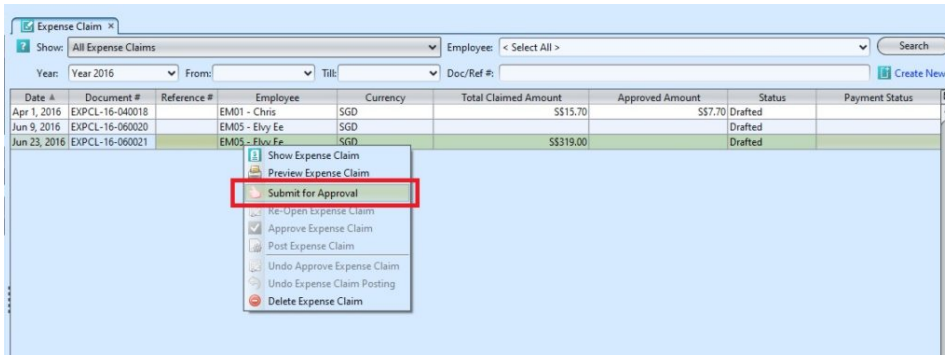 Expense Claim ×
? Show: All Expense Claims Employee: < Select All > Search
Year: Year 2016 From: Till: Doc/Ref #: Create New
Date Document # Reference # Employee Currency Total Claimed Amount Approved Amount Status Payment Status
Apr 1, 2016 EXPCL-16-040018 EM01 - Chris SGD S$15.70 S$7.70 Drafted
Jun 9, 2016 EXPCL-16-060020 EM05 - Elvy Ee SGD Drafted
Jun 23, 2016 EXPCL-16-060021 EM05 - Elvy Ee SGD S$319.00 Drafted
Show Expense Claim
Preview Expense Claim
Submit for Approval
Re-Open Expense Claim
Approve Expense Claim
Post Expense Claim
Undo Approve Expense Claim
Undo Expense Claim Posting
Delete Expense Claim